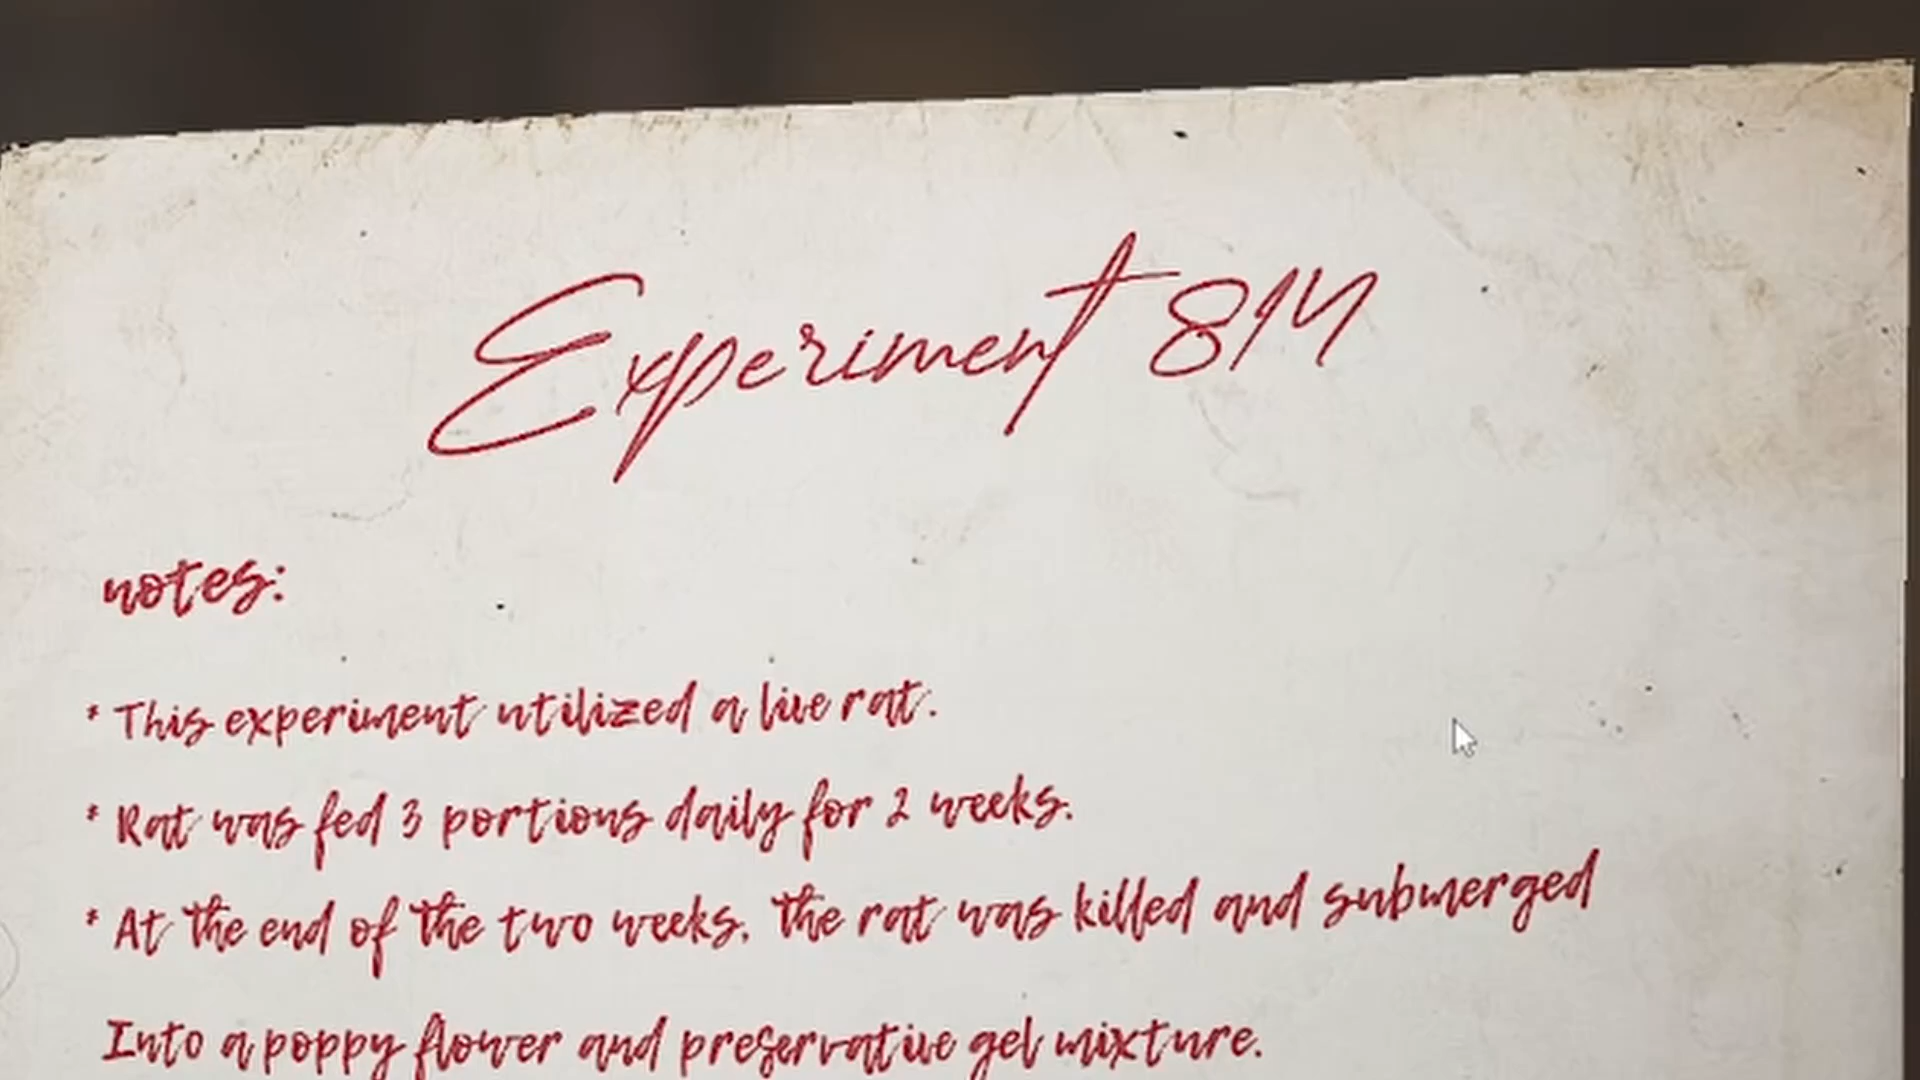 Experiment 814
notes:
* This experiment utilized a live rat.
* Rat was fed 3 portions daily for 2 weeks.
* At the end of the two weeks, the rat was killed and submerged
Into a poppy flower and preservative gel mixture.